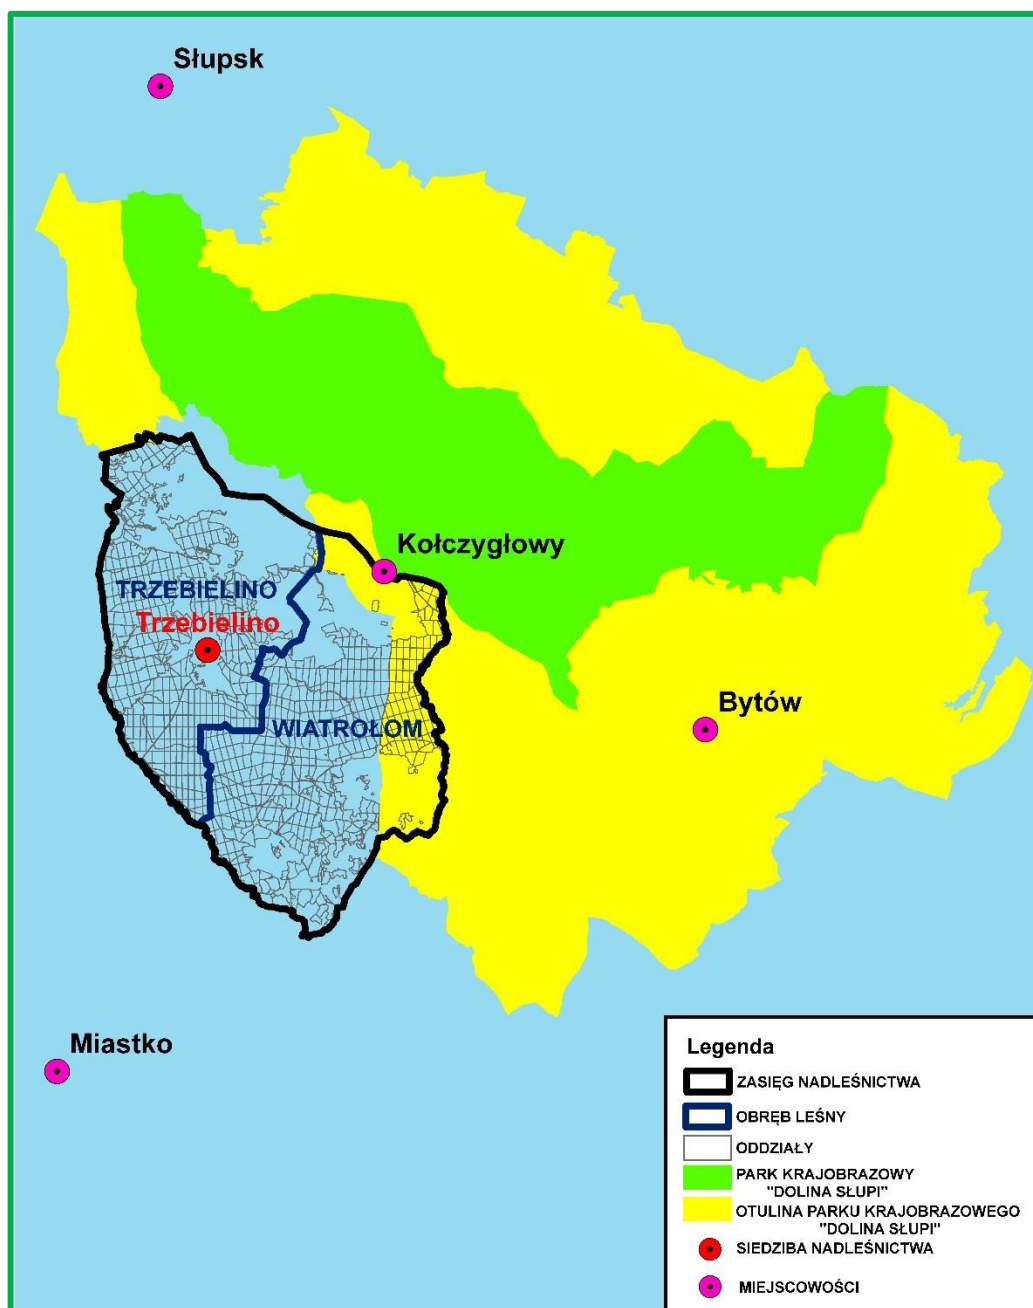 Słupsk
Kołczygłowy
TRZEBIELINO
Trzebielino
Bytów
WIATROŁOM
Miastko
Legenda
ZASIĘG NADLEŚNICTWA
OBRĘB LEŚNY
ODDZIAŁY
PARK KRAJOBRAZOWY
"DOLINA SŁUPI"
OTULINA PARKU KRAJOBRAZOWEGO
"DOLINA SŁUPI"
SIEDZIBA NADLEŚNICTWA
MIEJSCOWOŚCI